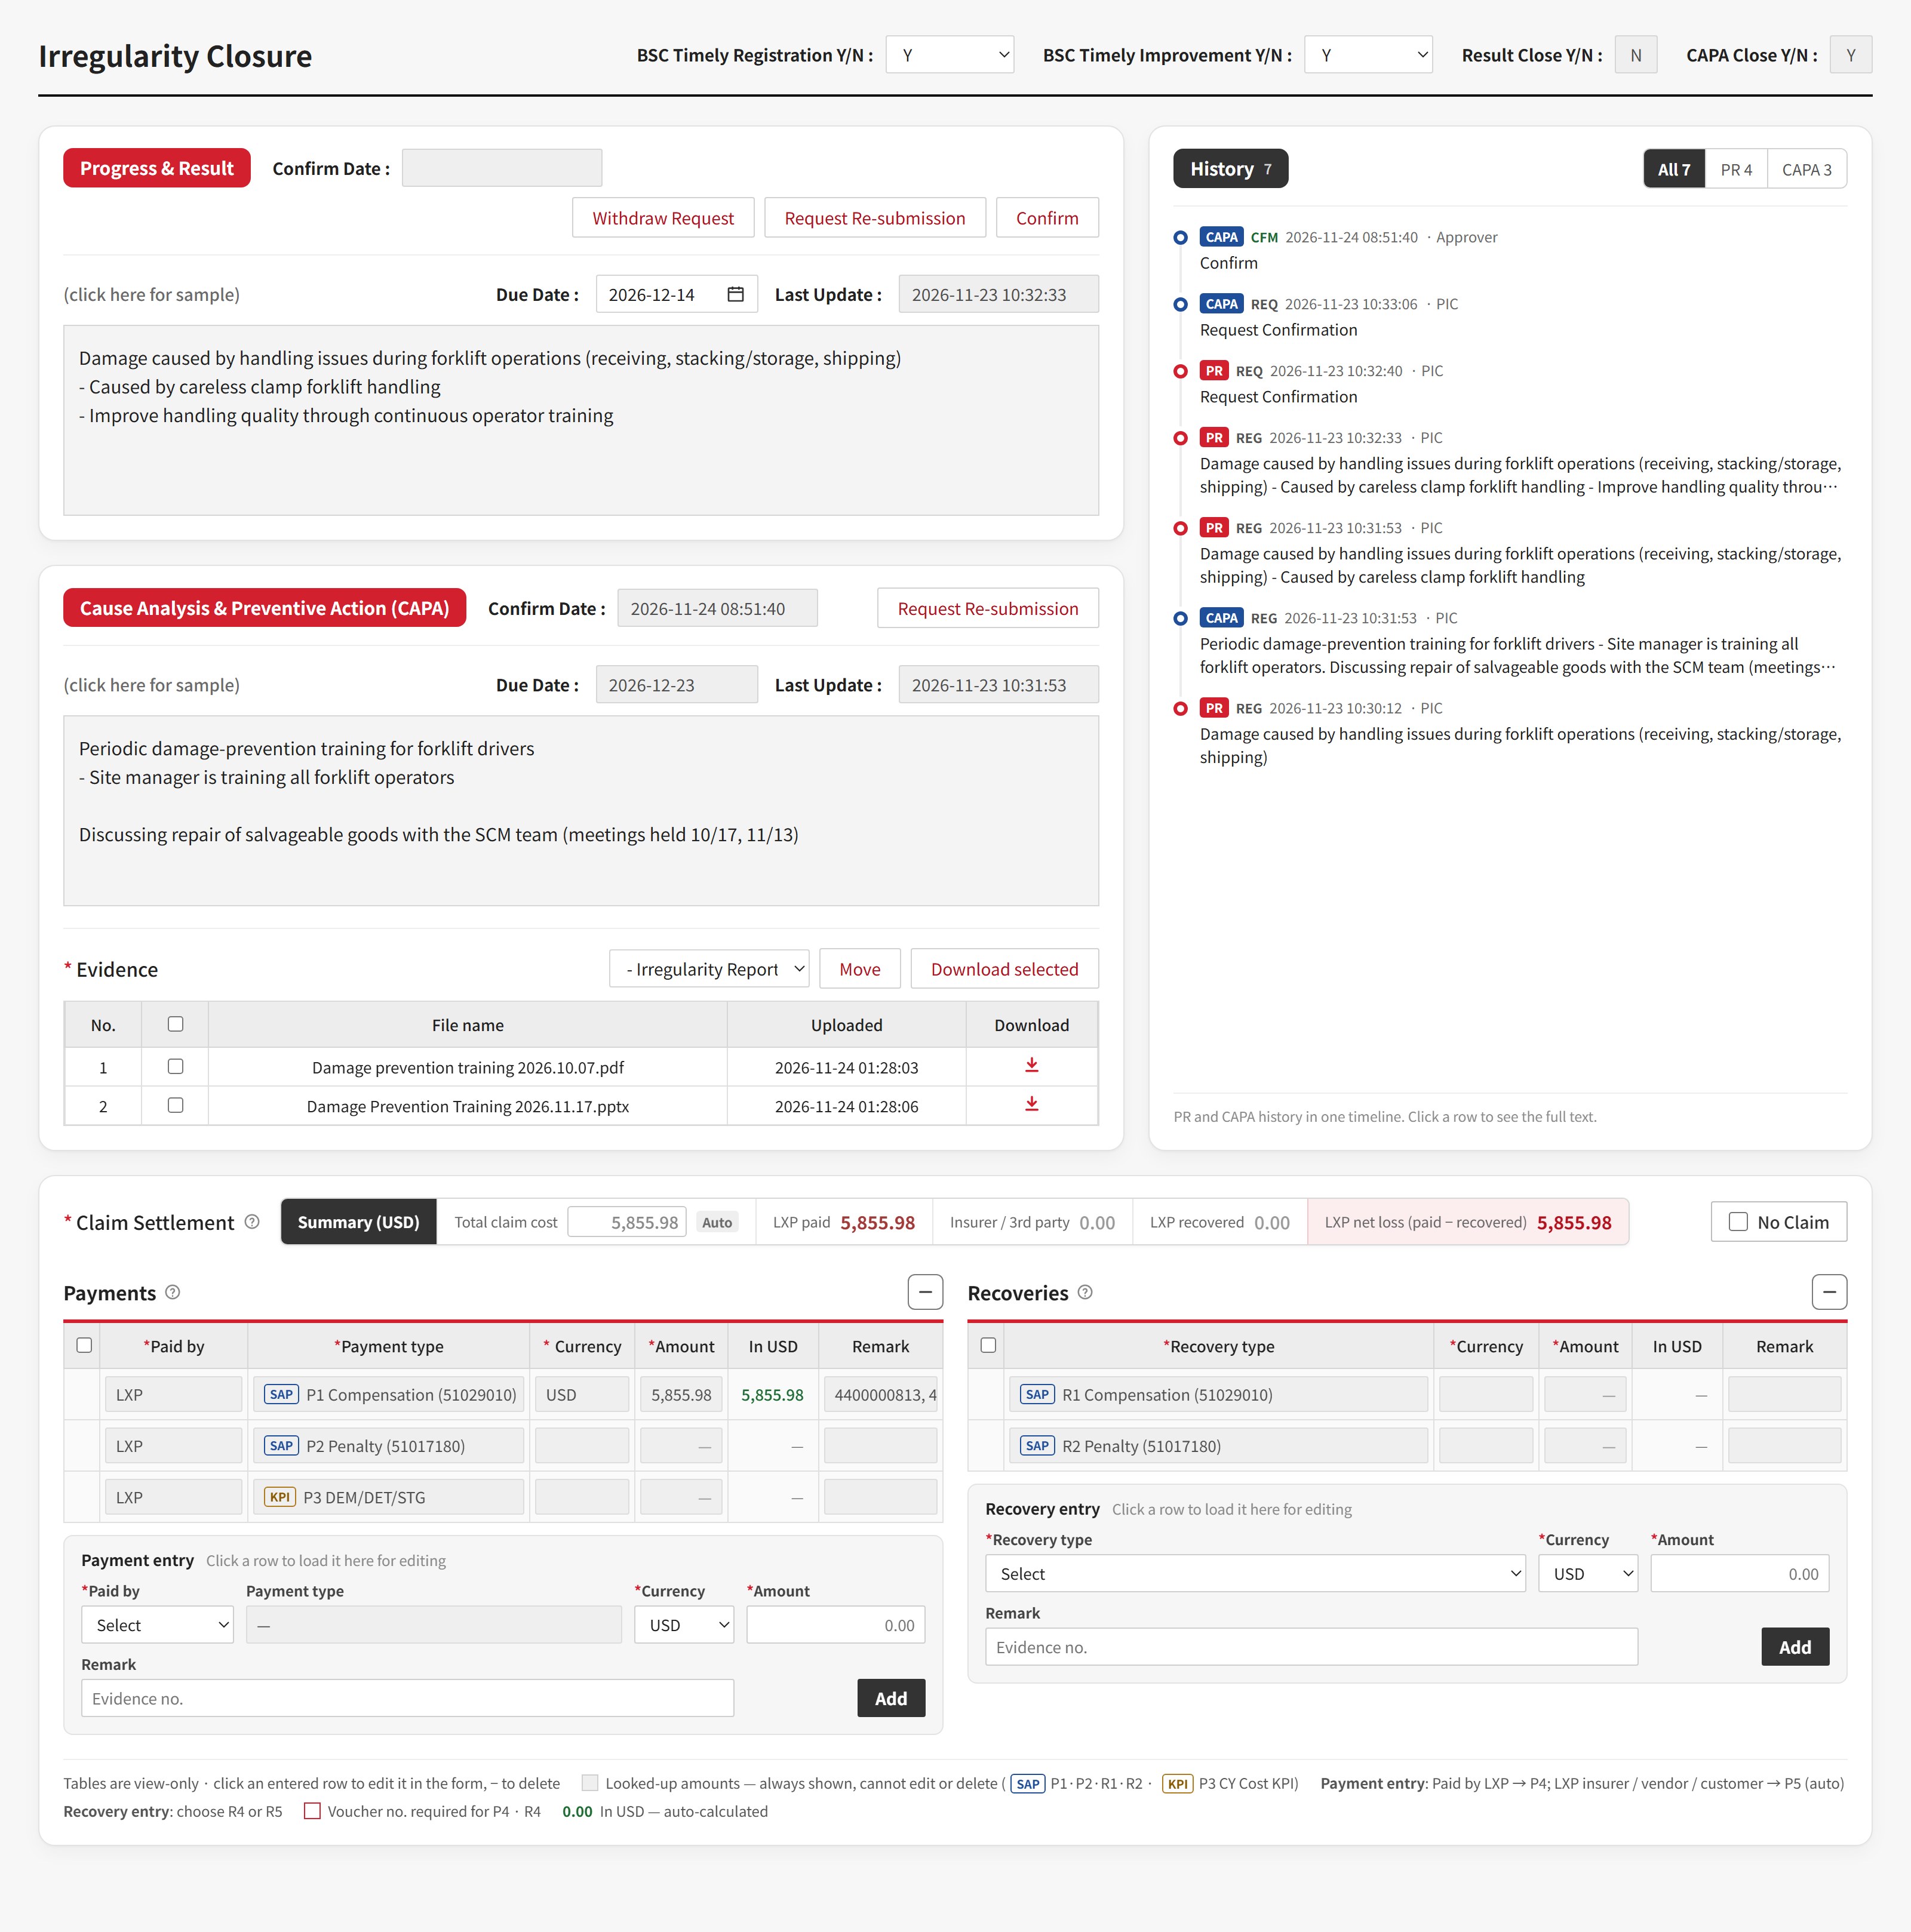 Irregularity Closure
BSC Timely Registration Y/N : Y BSC Timely Improvement Y/N : Y Result Close Y/N : N CAPA Close Y/N : Y
Progress & Result Confirm Date :
Withdraw Request Request Re-submission Confirm
(click here for sample) Due Date : 2026-12-14 Last Update : 2026-11-23 10:32:33
Damage caused by handling issues during forklift operations (receiving, stacking/storage, shipping)
- Caused by careless clamp forklift handling
- Improve handling quality through continuous operator training
Cause Analysis & Preventive Action (CAPA) Confirm Date : 2026-11-24 08:51:40 Request Re-submission
(click here for sample) Due Date : 2026-12-23 Last Update : 2026-11-23 10:31:53
Periodic damage-prevention training for forklift drivers
- Site manager is training all forklift operators
Discussing repair of salvageable goods with the SCM team (meetings held 10/17, 11/13)
* Evidence - Irregularity Report Move Download selected
No. File name Uploaded Download
1 Damage prevention training 2026.10.07.pdf 2026-11-24 01:28:03
2 Damage Prevention Training 2026.11.17.pptx 2026-11-24 01:28:06
History 7 All 7 PR 4 CAPA 3
CAPA CFM 2026-11-24 08:51:40 · Approver
Confirm
CAPA REQ 2026-11-23 10:33:06 · PIC
Request Confirmation
PR REQ 2026-11-23 10:32:40 · PIC
Request Confirmation
PR REG 2026-11-23 10:32:33 · PIC
Damage caused by handling issues during forklift operations (receiving, stacking/storage,
shipping) - Caused by careless clamp forklift handling - Improve handling quality throu…
PR REG 2026-11-23 10:31:53 · PIC
Damage caused by handling issues during forklift operations (receiving, stacking/storage,
shipping) - Caused by careless clamp forklift handling
CAPA REG 2026-11-23 10:31:53 · PIC
Periodic damage-prevention training for forklift drivers - Site manager is training all
forklift operators. Discussing repair of salvageable goods with the SCM team (meetings…
PR REG 2026-11-23 10:30:12 · PIC
Damage caused by handling issues during forklift operations (receiving, stacking/storage,
shipping)
PR and CAPA history in one timeline. Click a row to see the full text.
* Claim Settlement ? Summary (USD) Total claim cost 5,855.98 Auto LXP paid 5,855.98 Insurer / 3rd party 0.00 LXP recovered 0.00 LXP net loss (paid − recovered) 5,855.98 No Claim
Payments ? −
*Paid by *Payment type * Currency *Amount In USD Remark
LXP SAP P1 Compensation (51029010) USD 5,855.98 5,855.98 4400000813, 4
LXP SAP P2 Penalty (51017180) — —
LXP KPI P3 DEM/DET/STG — —
Payment entry Click a row to load it here for editing
*Paid by Payment type *Currency *Amount
Select — USD 0.00
Remark
Evidence no. Add
Recoveries ? −
*Recovery type *Currency *Amount In USD Remark
SAP R1 Compensation (51029010) — —
SAP R2 Penalty (51017180) — —
Recovery entry Click a row to load it here for editing
*Recovery type *Currency *Amount
Select USD 0.00
Remark
Evidence no. Add
Tables are view-only · click an entered row to edit it in the form, − to delete Looked-up amounts — always shown, cannot edit or delete ( SAP P1·P2·R1·R2 · KPI P3 CY Cost KPI) Payment entry: Paid by LXP → P4; LXP insurer / vendor / customer → P5 (auto)
Recovery entry: choose R4 or R5 Voucher no. required for P4 · R4 0.00 In USD — auto-calculated